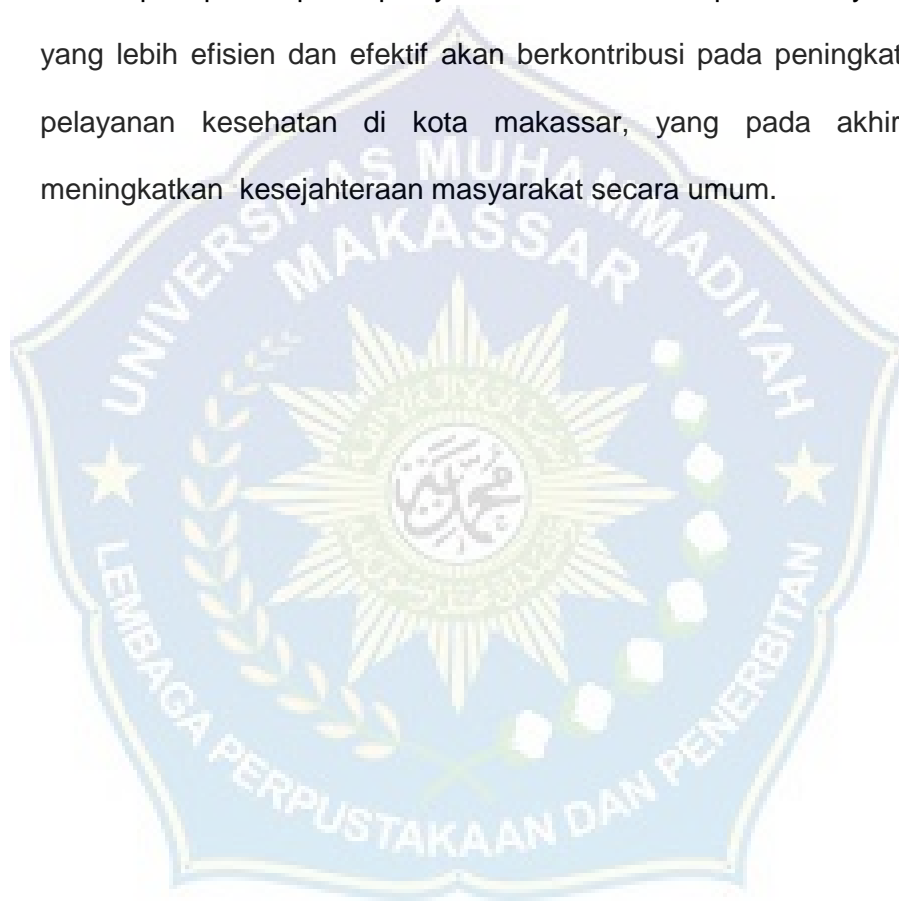 yang lebih efisien dan efektif akan berkontribusi pada peningkat
pelayanan kesehatan di kota makassar, yang pada akhir
meningkatkan kesejahteraan masyarakat secara umum.
UNIVERSITAS MUHAMMADIYAH
MAKASSAR
LEMBAGA PERPUSTAKAAN DAN PENERBITAN